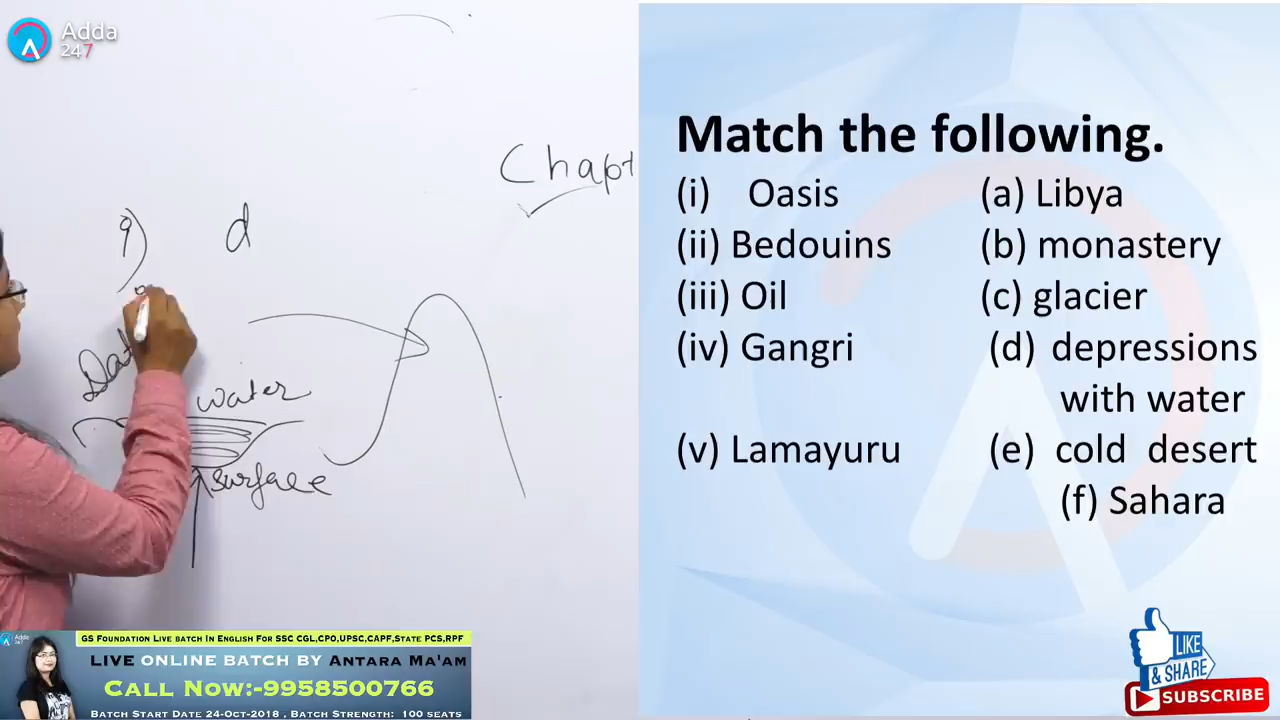 Adda
247
Chapt
i) d
Dat
water
surface
Match the following.
(i) Oasis (a) Libya
(ii) Bedouins (b) monastery
(iii) Oil (c) glacier
(iv) Gangri (d) depressions
with water
(v) Lamayuru (e) cold desert
(f) Sahara
Adda
247
GS Foundation Live batch In English For SSC CGL,CPO,UPSC,CAPF,State PCS,RPF
LIVE ONLINE BATCH BY Antara Ma'am
Call Now:-9958500766
Batch Start Date 24-Oct-2018 , Batch Strength: 100 seats
LIKE
& SHARE
SUBSCRIBE